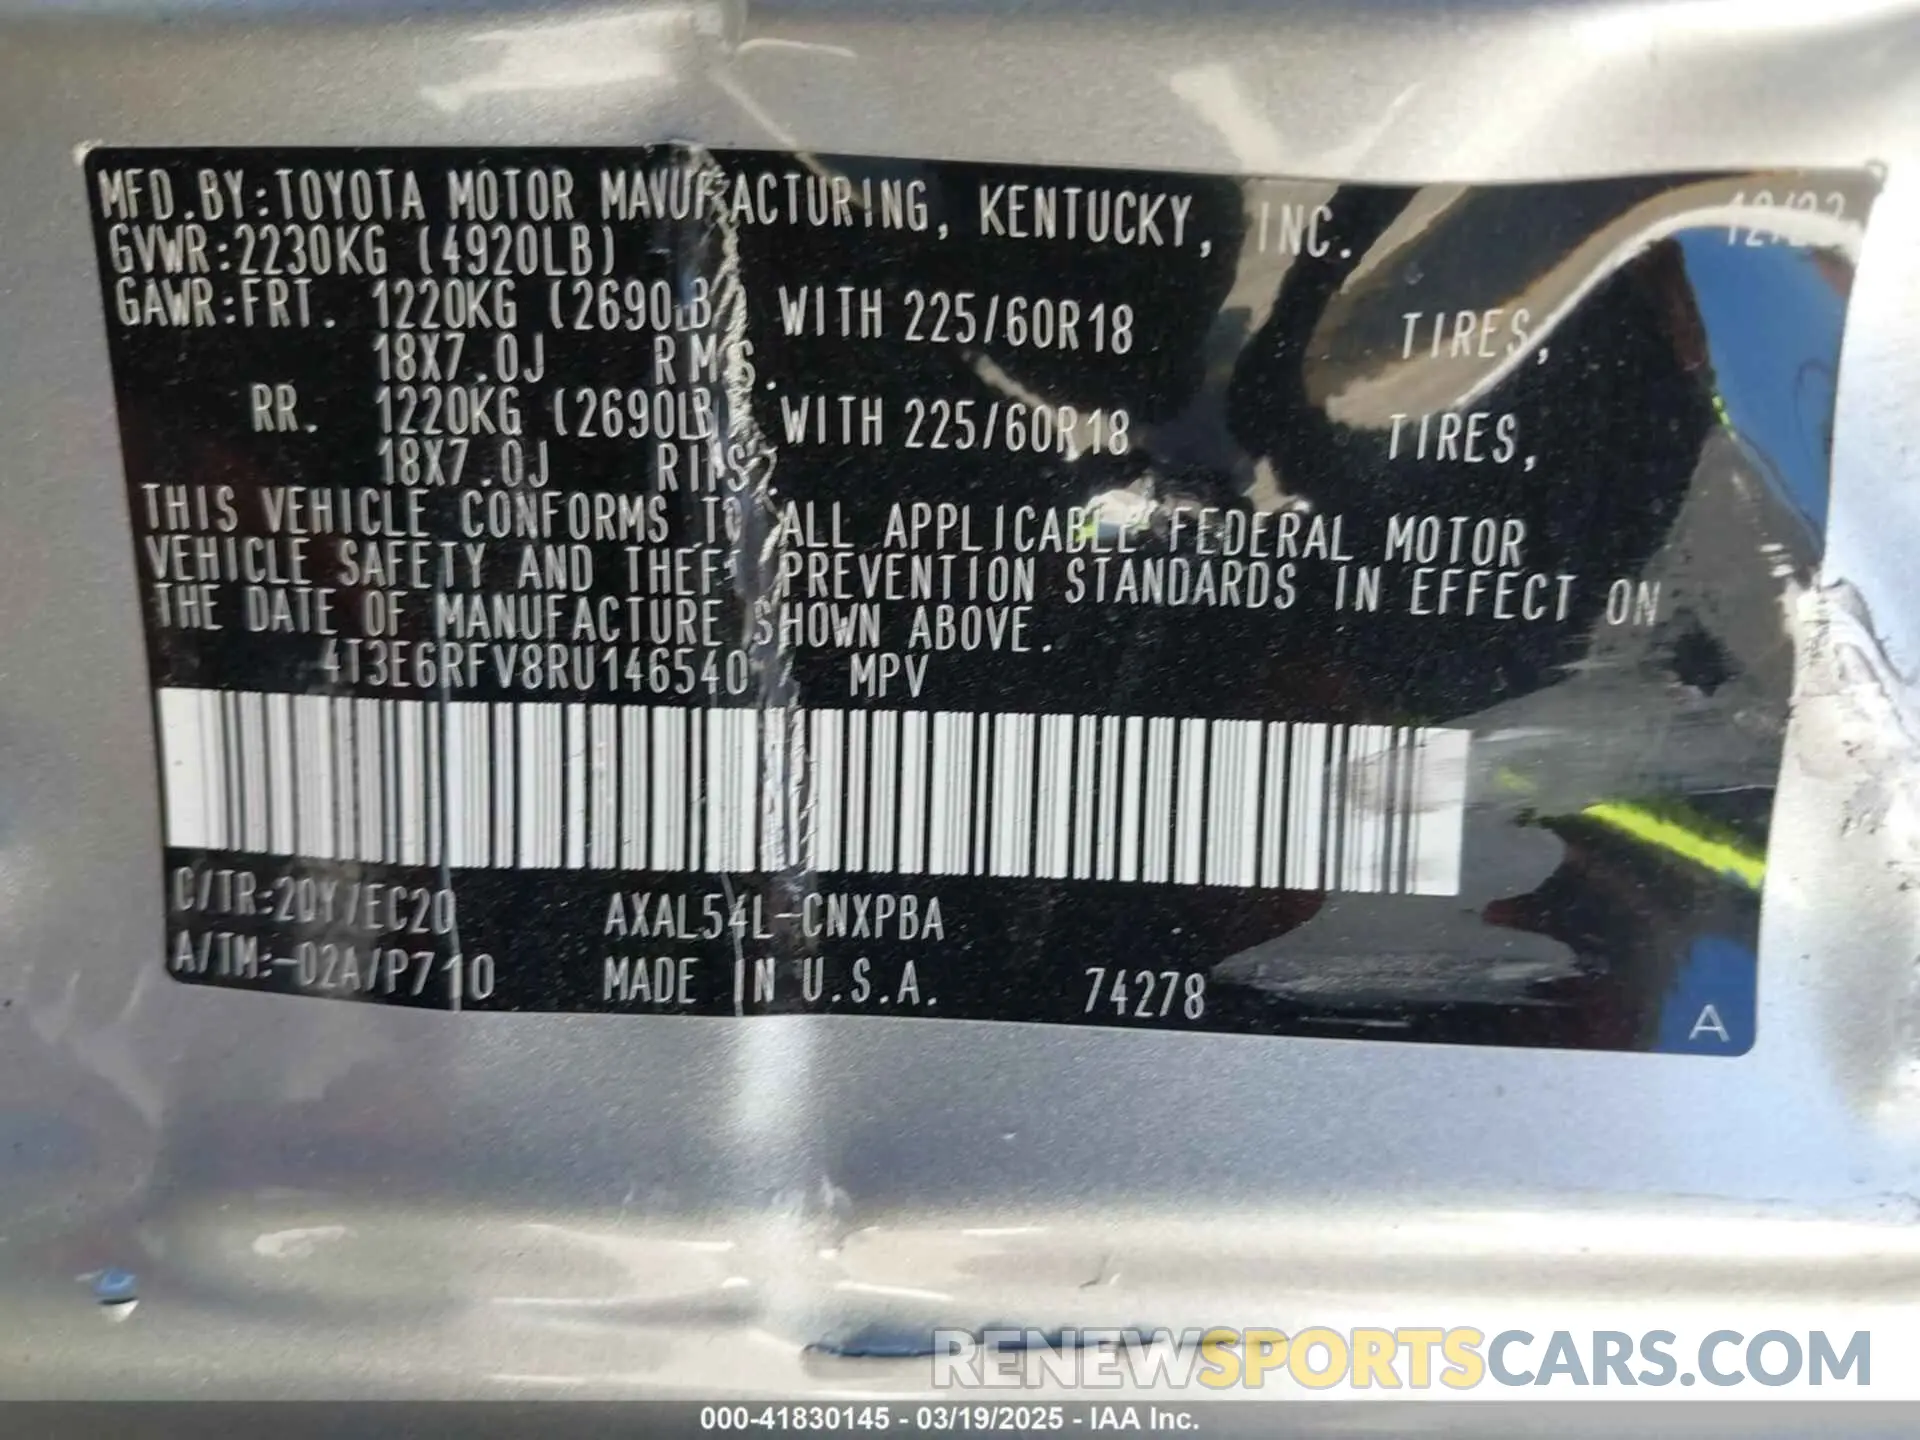 MFD.BY:TOYOTA MOTOR MANUFACTURING, KENTUCKY, INC. 12/23
GVWR:2230KG (4920LB)
GAWR:FRT. 1220KG (2690LB) WITH 225/60R18 TIRES,
18X7.0J RIMS.
RR. 1220KG (2690LB) WITH 225/60R18 TIRES,
18X7.0J RIMS.
THIS VEHICLE CONFORMS TO ALL APPLICABLE FEDERAL MOTOR
VEHICLE SAFETY AND THEFT PREVENTION STANDARDS IN EFFECT ON
THE DATE OF MANUFACTURE SHOWN ABOVE.
4T3E6RFV8RU146540 MPV
C/TR:20Y/EC20 AXAL54L-CNXPBA
A/TM:-02A/P710 MADE IN U.S.A. 74278
A
RENEWSPORTSCARS.COM
000-41830145 - 03/19/2025 - IAA Inc.